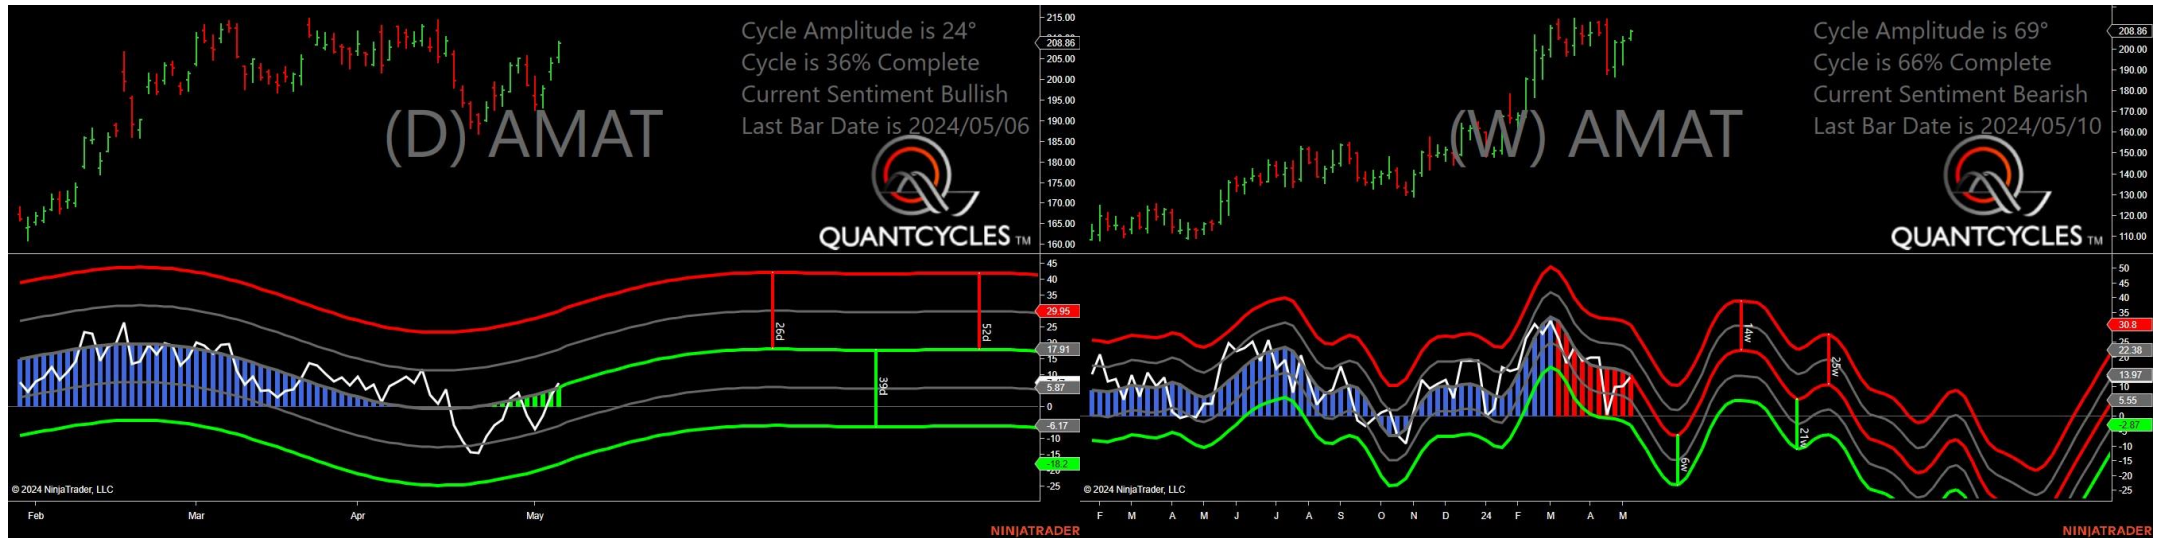 Cycle Amplitude is 24°
Cycle is 36% Complete
Current Sentiment Bullish
Last Bar Date is 2024/05/06
(D) AMAT
QUANTCYCLES TM
215.00
208.86
205.00
200.00
195.00
190.00
185.00
180.00
175.00
170.00
165.00
160.00
45
40
35
29.95
25
17.91
15
10
5.87
0
-6.17
-10
-15
-18.2
-25
26d
52d
39d
© 2024 NinjaTrader, LLC
Feb Mar Apr May
NINJATRADER
Cycle Amplitude is 69°
Cycle is 66% Complete
Current Sentiment Bearish
Last Bar Date is 2024/05/10
(W) AMAT
QUANTCYCLES TM
208.86
200.00
190.00
180.00
170.00
160.00
150.00
140.00
130.00
120.00
110.00
50
45
40
35
30.8
22.38
20
13.97
10
5.55
0
-2.87
-10
-15
-20
-25
14w
25w
21w
6w
© 2024 NinjaTrader, LLC
F M A M J J A S O N D 24 F M A M
NINJATRADER